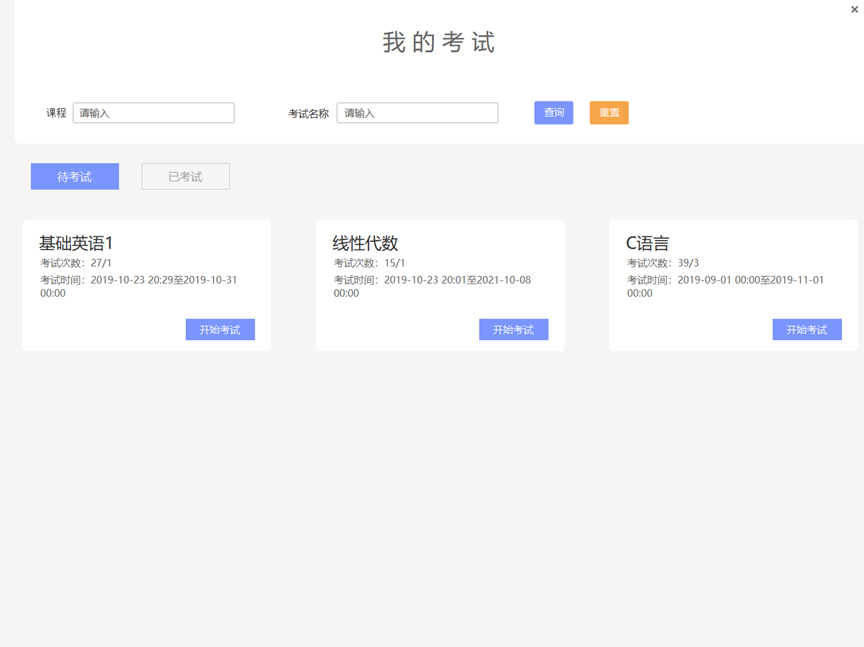 ×
我的考试
课程 请输入 考试名称 请输入 查询 重置
待考试 已考试
基础英语1
考试次数：27/1
考试时间：2019-10-23 20:29至2019-10-31
00:00
开始考试
线性代数
考试次数：15/1
考试时间：2019-10-23 20:01至2021-10-08
00:00
开始考试
C语言
考试次数：39/3
考试时间：2019-09-01 00:00至2019-11-01
00:00
开始考试